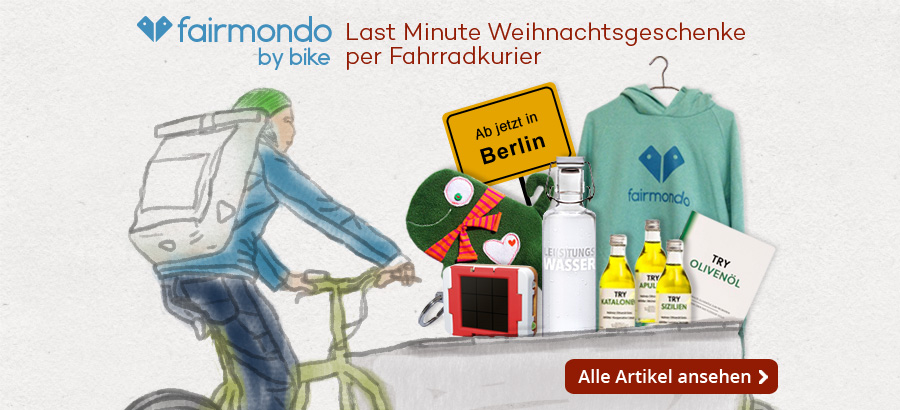 fairmondo
by bike
Last Minute Weihnachtsgeschenke
per Fahrradkurier
Ab jetzt in
Berlin
fairmondo
WASSER
TRY
KATALONIEN
TRY
APULIEN
TRY
SIZILIEN
TRY
OLIVENÖL
Alle Artikel ansehen